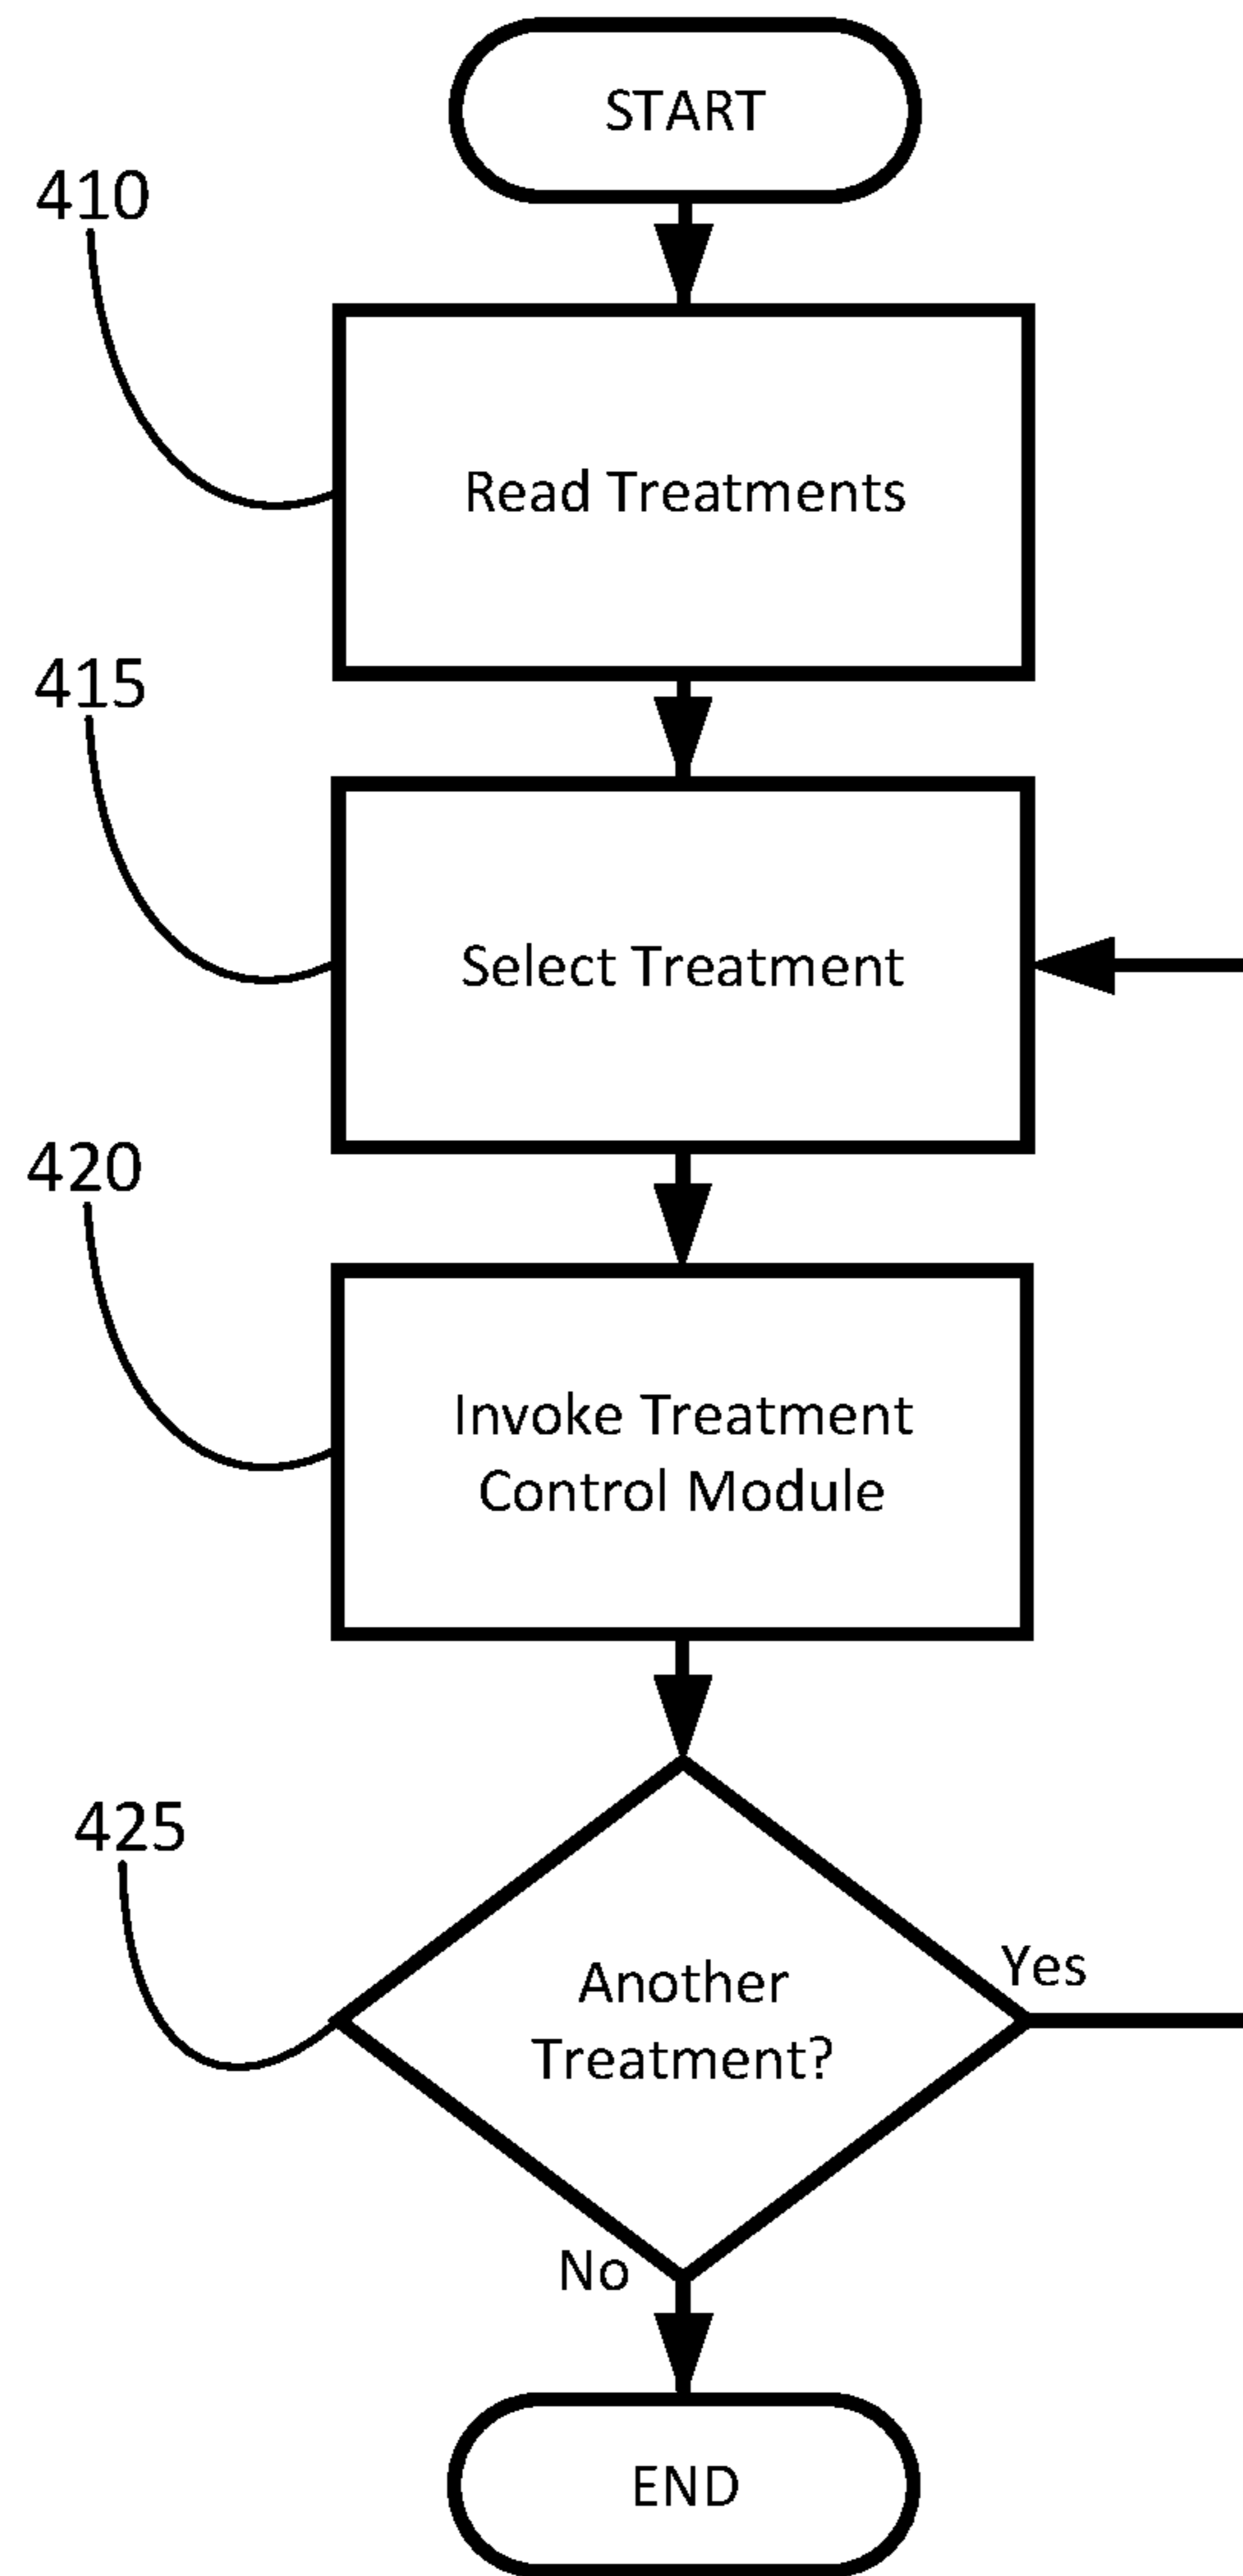 START
410
Read Treatments
415
Select Treatment
420
Invoke Treatment
Control Module
425
Another
Treatment?
Yes
No
END